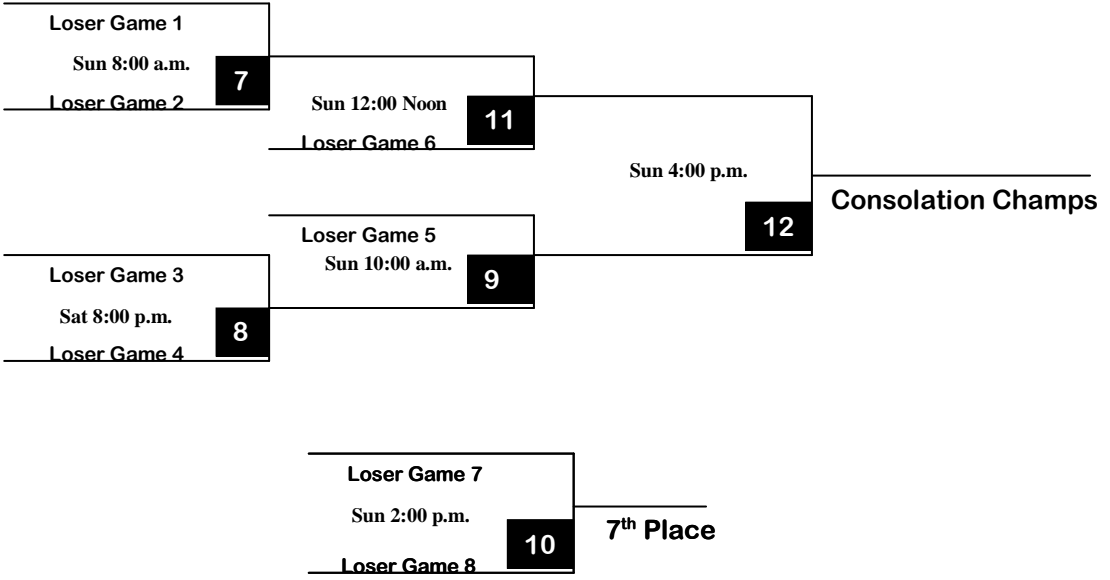 Loser Game 1
Sun 8:00 a.m.
7
Loser Game 2
Sun 12:00 Noon
11
Loser Game 6
Sun 4:00 p.m.
Consolation Champs
12
Loser Game 5
Sun 10:00 a.m.
9
Loser Game 3
Sat 8:00 p.m.
8
Loser Game 4
Loser Game 7
Sun 2:00 p.m.
10
7th Place
Loser Game 8